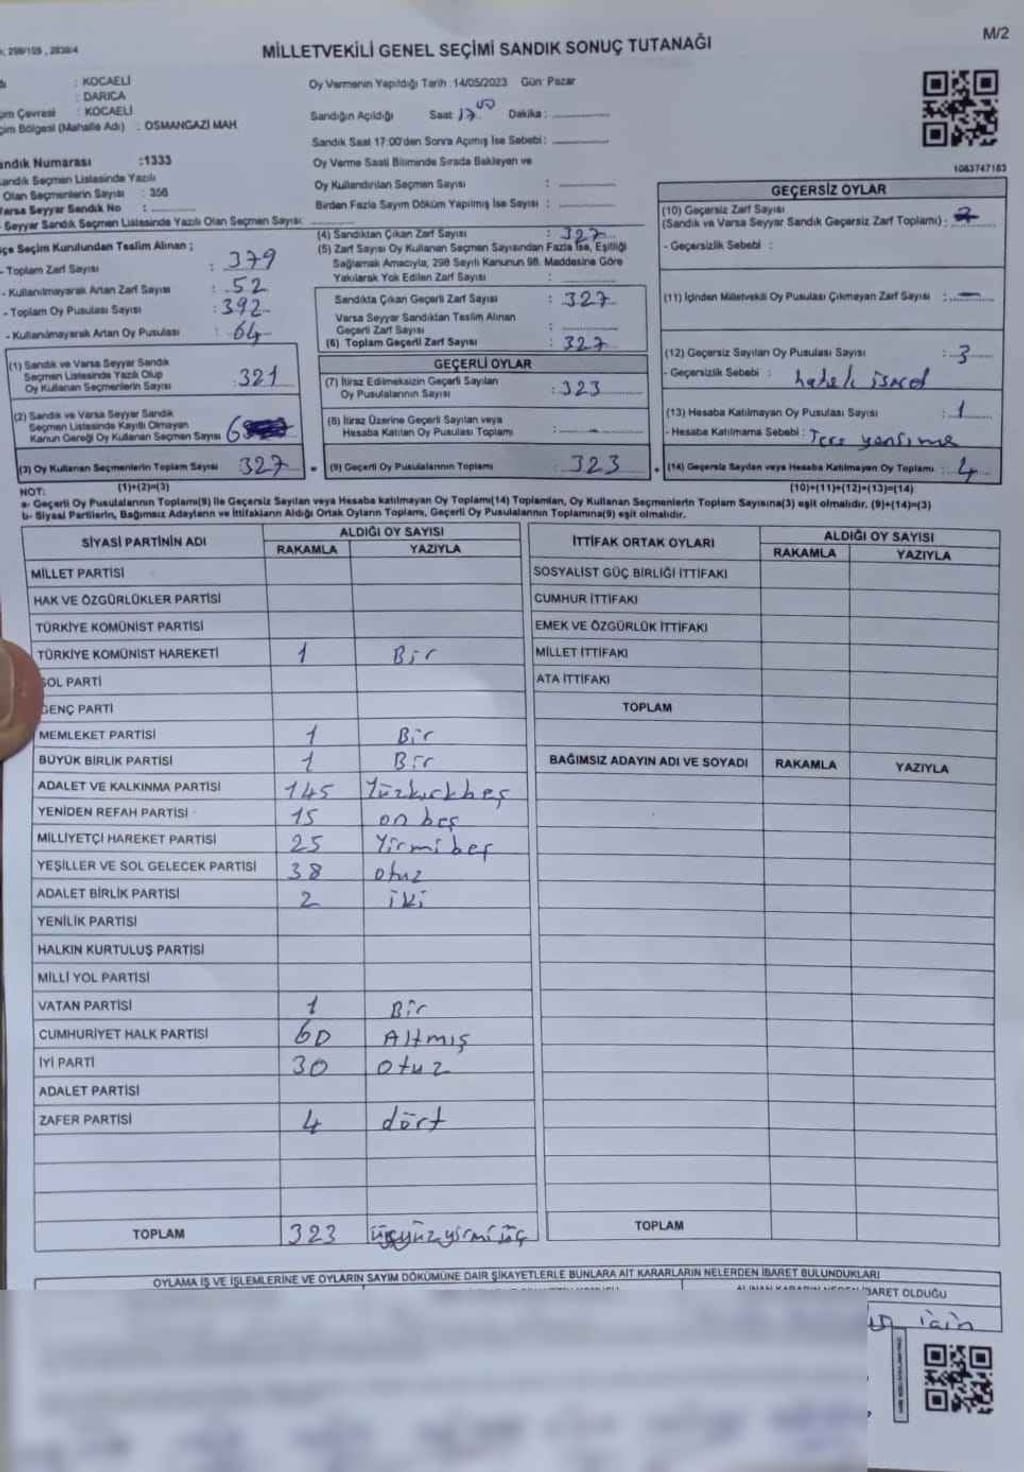 298/105 , 2838/4
M/2
MİLLETVEKİLİ GENEL SEÇİMİ SANDIK SONUÇ TUTANAĞI
: KOCAELİ
: DARICA
Çevresi : KOCAELİ
Bölgesi (Mahalle Adı) : OSMANGAZİ MAH
Sandık Numarası :1333
Sandık Seçmen Listesinde Yazılı
Olan Seçmenlerin Sayısı : 356
Varsa Seyyar Sandık No :
- Seyyar Sandık Seçmen Listesinde Yazılı Olan Seçmen Sayısı:
Oy Vermenin Yapıldığı Tarih :14/05/2023 Gün: Pazar
Sandığın Açıldığı Saat : 17 00 Dakika :
Sandık Saat 17:00'den Sonra Açılmış İse Sebebi :
Oy Verme Saati Bitiminde Sırada Bekleyen ve
Oy Kullandırılan Seçmen Sayısı :
Birden Fazla Sayım Döküm Yapılmış İse Sayısı :
İlçe Seçim Kurulundan Teslim Alınan ;
- Toplam Zarf Sayısı : 379
- Kullanılmayarak Artan Zarf Sayısı : 52
- Toplam Oy Pusulası Sayısı : 392
- Kullanılmayarak Artan Oy Pusulası : 64
(1) Sandık ve Varsa Seyyar Sandık
Seçmen Listesinde Yazılı Olup
Oy Kullanan Seçmenlerin Sayısı : 321
(2) Sandık ve Varsa Seyyar Sandık
Seçmen Listesinde Kayıtlı Olmayan
Kanun Gereği Oy Kullanan Seçmen Sayısı : 6
(3) Oy Kullanan Seçmenlerin Toplam Sayısı : 327
(1)+(2)=(3)
(4) Sandıktan Çıkan Zarf Sayısı : 327
(5) Zarf Sayısı Oy Kullanan Seçmen Sayısından Fazla İse, Eşitliği
Sağlamak Amacıyla, 298 Sayılı Kanunun 98. Maddesine Göre
Yakılarak Yok Edilen Zarf Sayısı :
Sandıkta Çıkan Geçerli Zarf Sayısı : 327
Varsa Seyyar Sandıktan Teslim Alınan
Geçerli Zarf Sayısı :
(6) Toplam Geçerli Zarf Sayısı : 327
GEÇERLİ OYLAR
(7) İtiraz Edilmeksizin Geçerli Sayılan
Oy Pusulalarının Sayısı : 323
(8) İtiraz Üzerine Geçerli Sayılan veya
Hesaba Katılan Oy Pusulası Toplamı : -
(9) Geçerli Oy Pusulalarının Toplamı : 323
1083747183
GEÇERSİZ OYLAR
(10) Geçersiz Zarf Sayısı
(Sandık ve Varsa Seyyar Sandık Geçersiz Zarf Toplamı) :
- Geçersizlik Sebebi :
(11) İçinden Milletvekili Oy Pusulası Çıkmayan Zarf Sayısı : -
(12) Geçersiz Sayılan Oy Pusulası Sayısı : 3
- Geçersizlik Sebebi : hatalı işaret
(13) Hesaba Katılmayan Oy Pusulası Sayısı : 1
- Hesaba Katılmama Sebebi : Ters yansıma
(14) Geçersiz Sayılan veya Hesaba Katılmayan Oy Toplamı : 4
(10)+(11)+(12)+(13)=(14)
NOT:
a- Geçerli Oy Pusulalarının Toplamı(9) ile Geçersiz Sayılan veya Hesaba katılmayan Oy Toplamı(14) Toplamları, Oy Kullanan Seçmenlerin Toplam Sayısına(3) eşit olmalıdır. (9)+(14)=(3)
b- Siyasi Partilerin, Bağımsız Adayların ve İttifakların Aldığı Ortak Oyların Toplamı, Geçerli Oy Pusulalarının Toplamına(9) eşit olmalıdır.
SİYASİ PARTİNİN ADI ALDIĞI OY SAYISI
RAKAMLA YAZIYLA
MİLLET PARTİSİ
HAK VE ÖZGÜRLÜKLER PARTİSİ
TÜRKİYE KOMÜNİST PARTİSİ
TÜRKİYE KOMÜNİST HAREKETİ 1 Bir
SOL PARTİ
GENÇ PARTİ
MEMLEKET PARTİSİ 1 Bir
BÜYÜK BİRLİK PARTİSİ 1 Bir
ADALET VE KALKINMA PARTİSİ 145 Yüzkırkbeş
YENİDEN REFAH PARTİSİ 15 on beş
MİLLİYETÇİ HAREKET PARTİSİ 25 Yirmi beş
YEŞİLLER VE SOL GELECEK PARTİSİ 38 otuz
ADALET BİRLİK PARTİSİ 2 iki
YENİLİK PARTİSİ
HALKIN KURTULUŞ PARTİSİ
MİLLİ YOL PARTİSİ
VATAN PARTİSİ 1 Bir
CUMHURİYET HALK PARTİSİ 60 Altmış
İYİ PARTİ 30 otuz
ADALET PARTİSİ
ZAFER PARTİSİ 4 dört
TOPLAM 323 üçyüzyirmi üç
İTTİFAK ORTAK OYLARI ALDIĞI OY SAYISI
RAKAMLA YAZIYLA
SOSYALİST GÜÇ BİRLİĞİ İTTİFAKI
CUMHUR İTTİFAKI
EMEK VE ÖZGÜRLÜK İTTİFAKI
MİLLET İTTİFAKI
ATA İTTİFAKI
TOPLAM
BAĞIMSIZ ADAYIN ADI VE SOYADI RAKAMLA YAZIYLA
TOPLAM
OYLAMA İŞ VE İŞLEMLERİNE VE OYLARIN SAYIM DÖKÜMÜNE DAİR ŞİKAYETLERLE BUNLARA AİT KARARLARIN NELERDEN İBARET BULUNDUKLARI
İBARET OLDUĞU
için